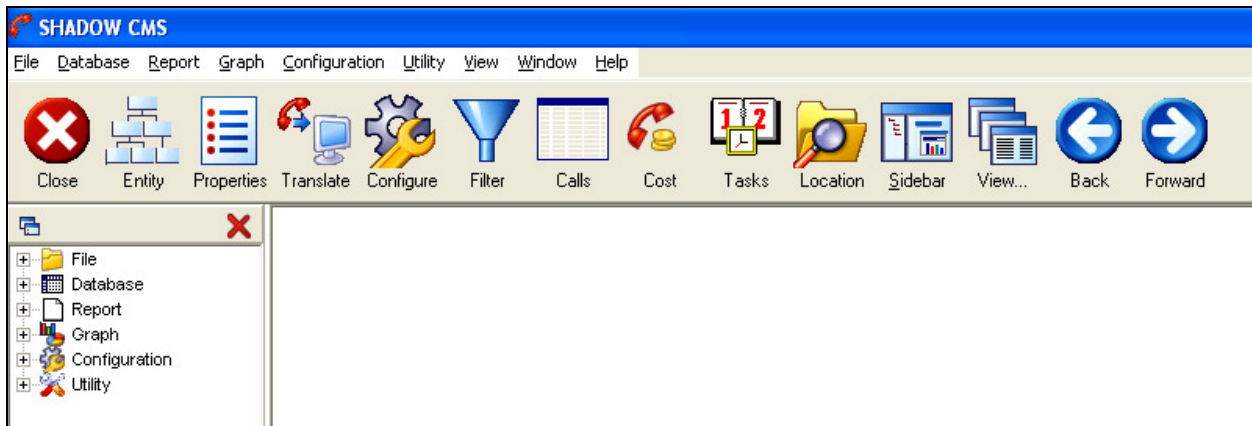 SHADOW CMS
File Database Report Graph Configuration Utility View Window Help
1 2
Close Entity Properties Translate Configure Filter Calls Cost Tasks Location Sidebar View... Back Forward
File
Database
Report
Graph
Configuration
Utility